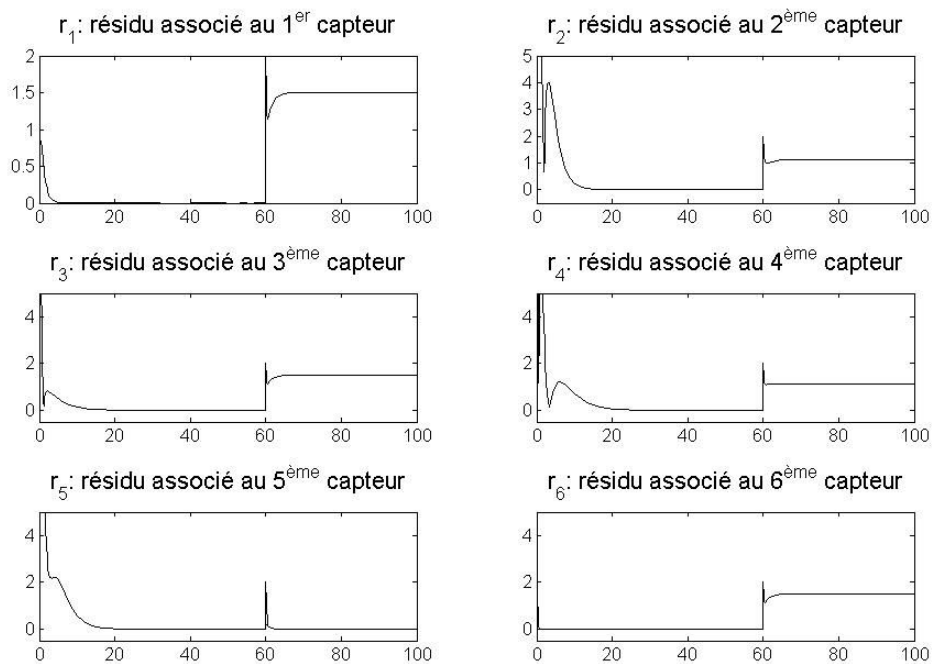 r1: résidu associé au 1er capteur
2
1.5
1
0.5
0
0 20 40 60 80 100
r2: résidu associé au 2ème capteur
5
4
3
2
1
0
0 20 40 60 80 100
r3: résidu associé au 3ème capteur
4
2
0
0 20 40 60 80 100
r4: résidu associé au 4ème capteur
4
2
0
0 20 40 60 80 100
r5: résidu associé au 5ème capteur
4
2
0
0 20 40 60 80 100
r6: résidu associé au 6ème capteur
4
2
0
0 20 40 60 80 100